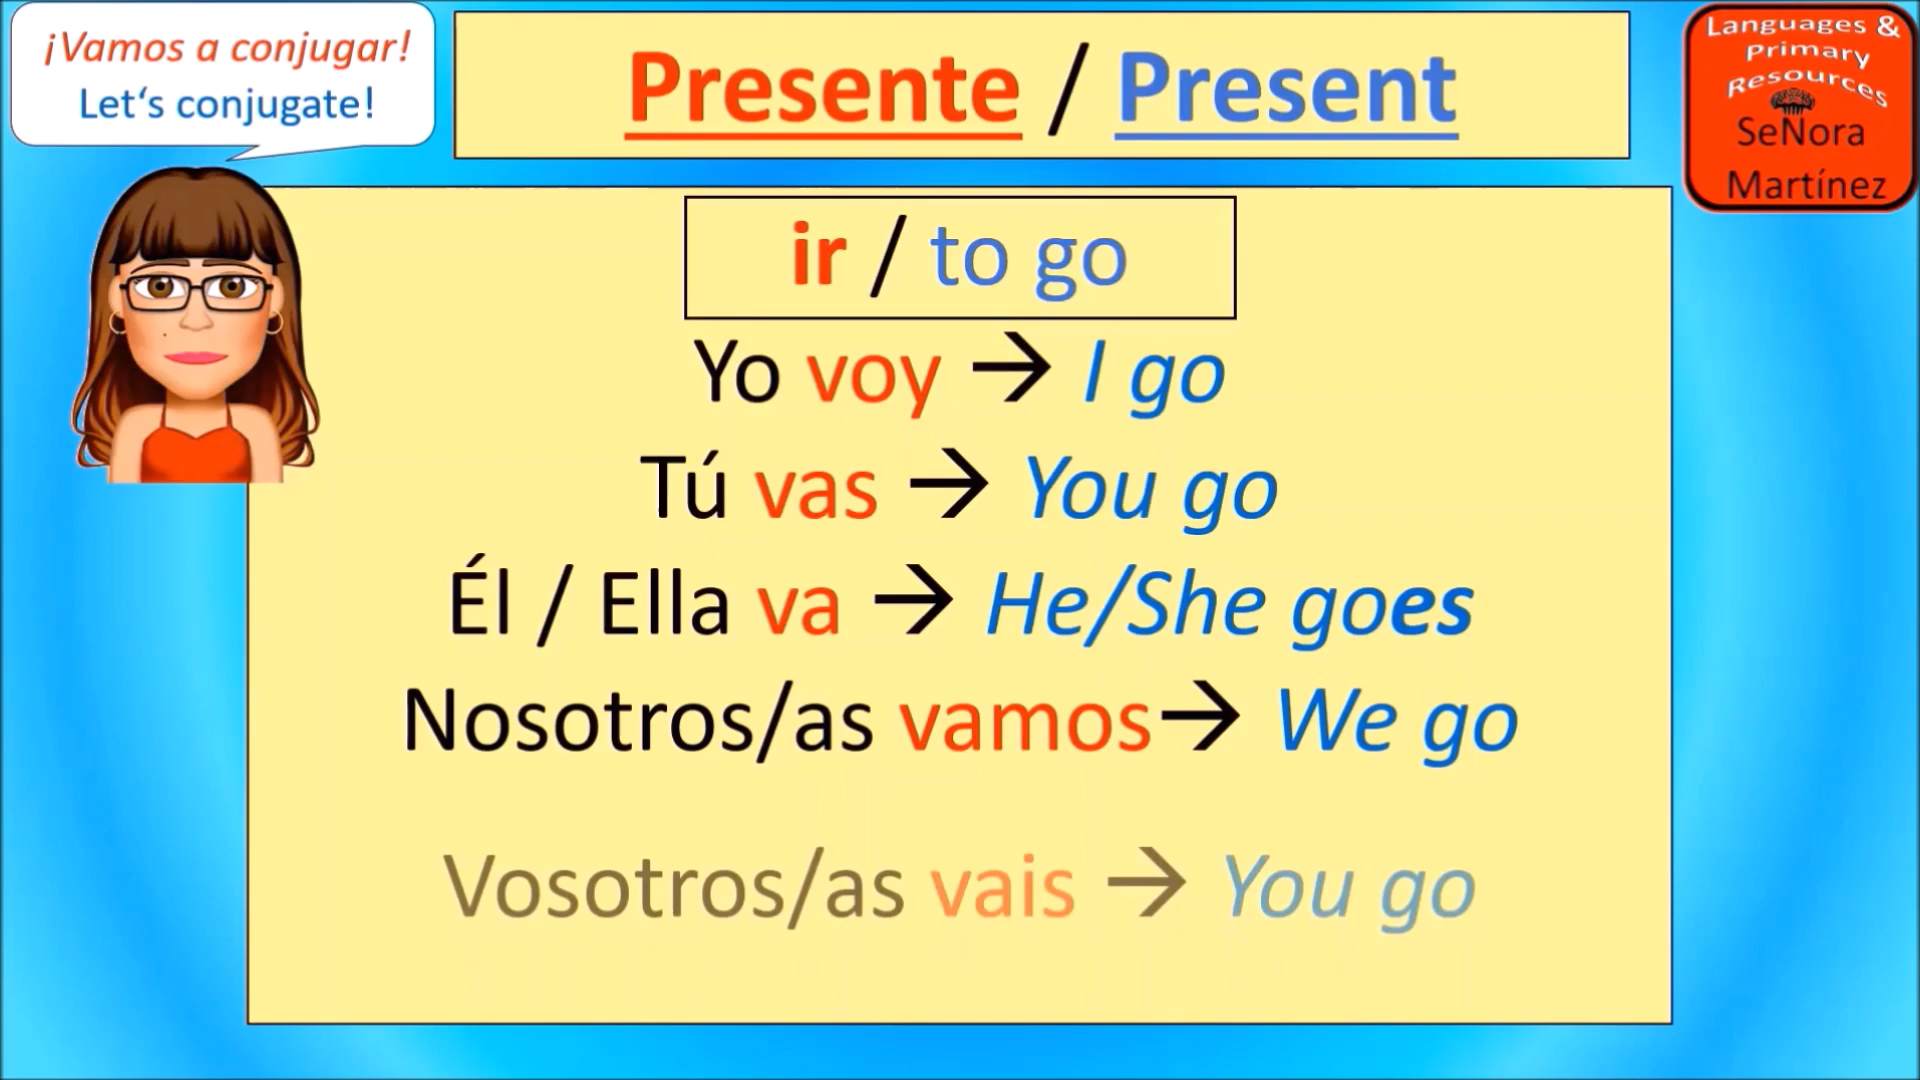 ¡Vamos a conjugar!
Let‘s conjugate!
Presente / Present
Languages &
Primary
Resources
SeNora
Martínez
ir / to go
Yo voy → I go
Tú vas → You go
Él / Ella va → He/She goes
Nosotros/as vamos→ We go
Vosotros/as vais → You go